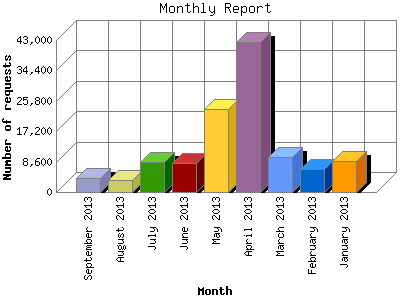 Monthly Report
43,000
34,400
25,800
17,200
8,600
0
Number of requests
September 2013
August 2013
July 2013
June 2013
May 2013
April 2013
March 2013
February 2013
January 2013
Month